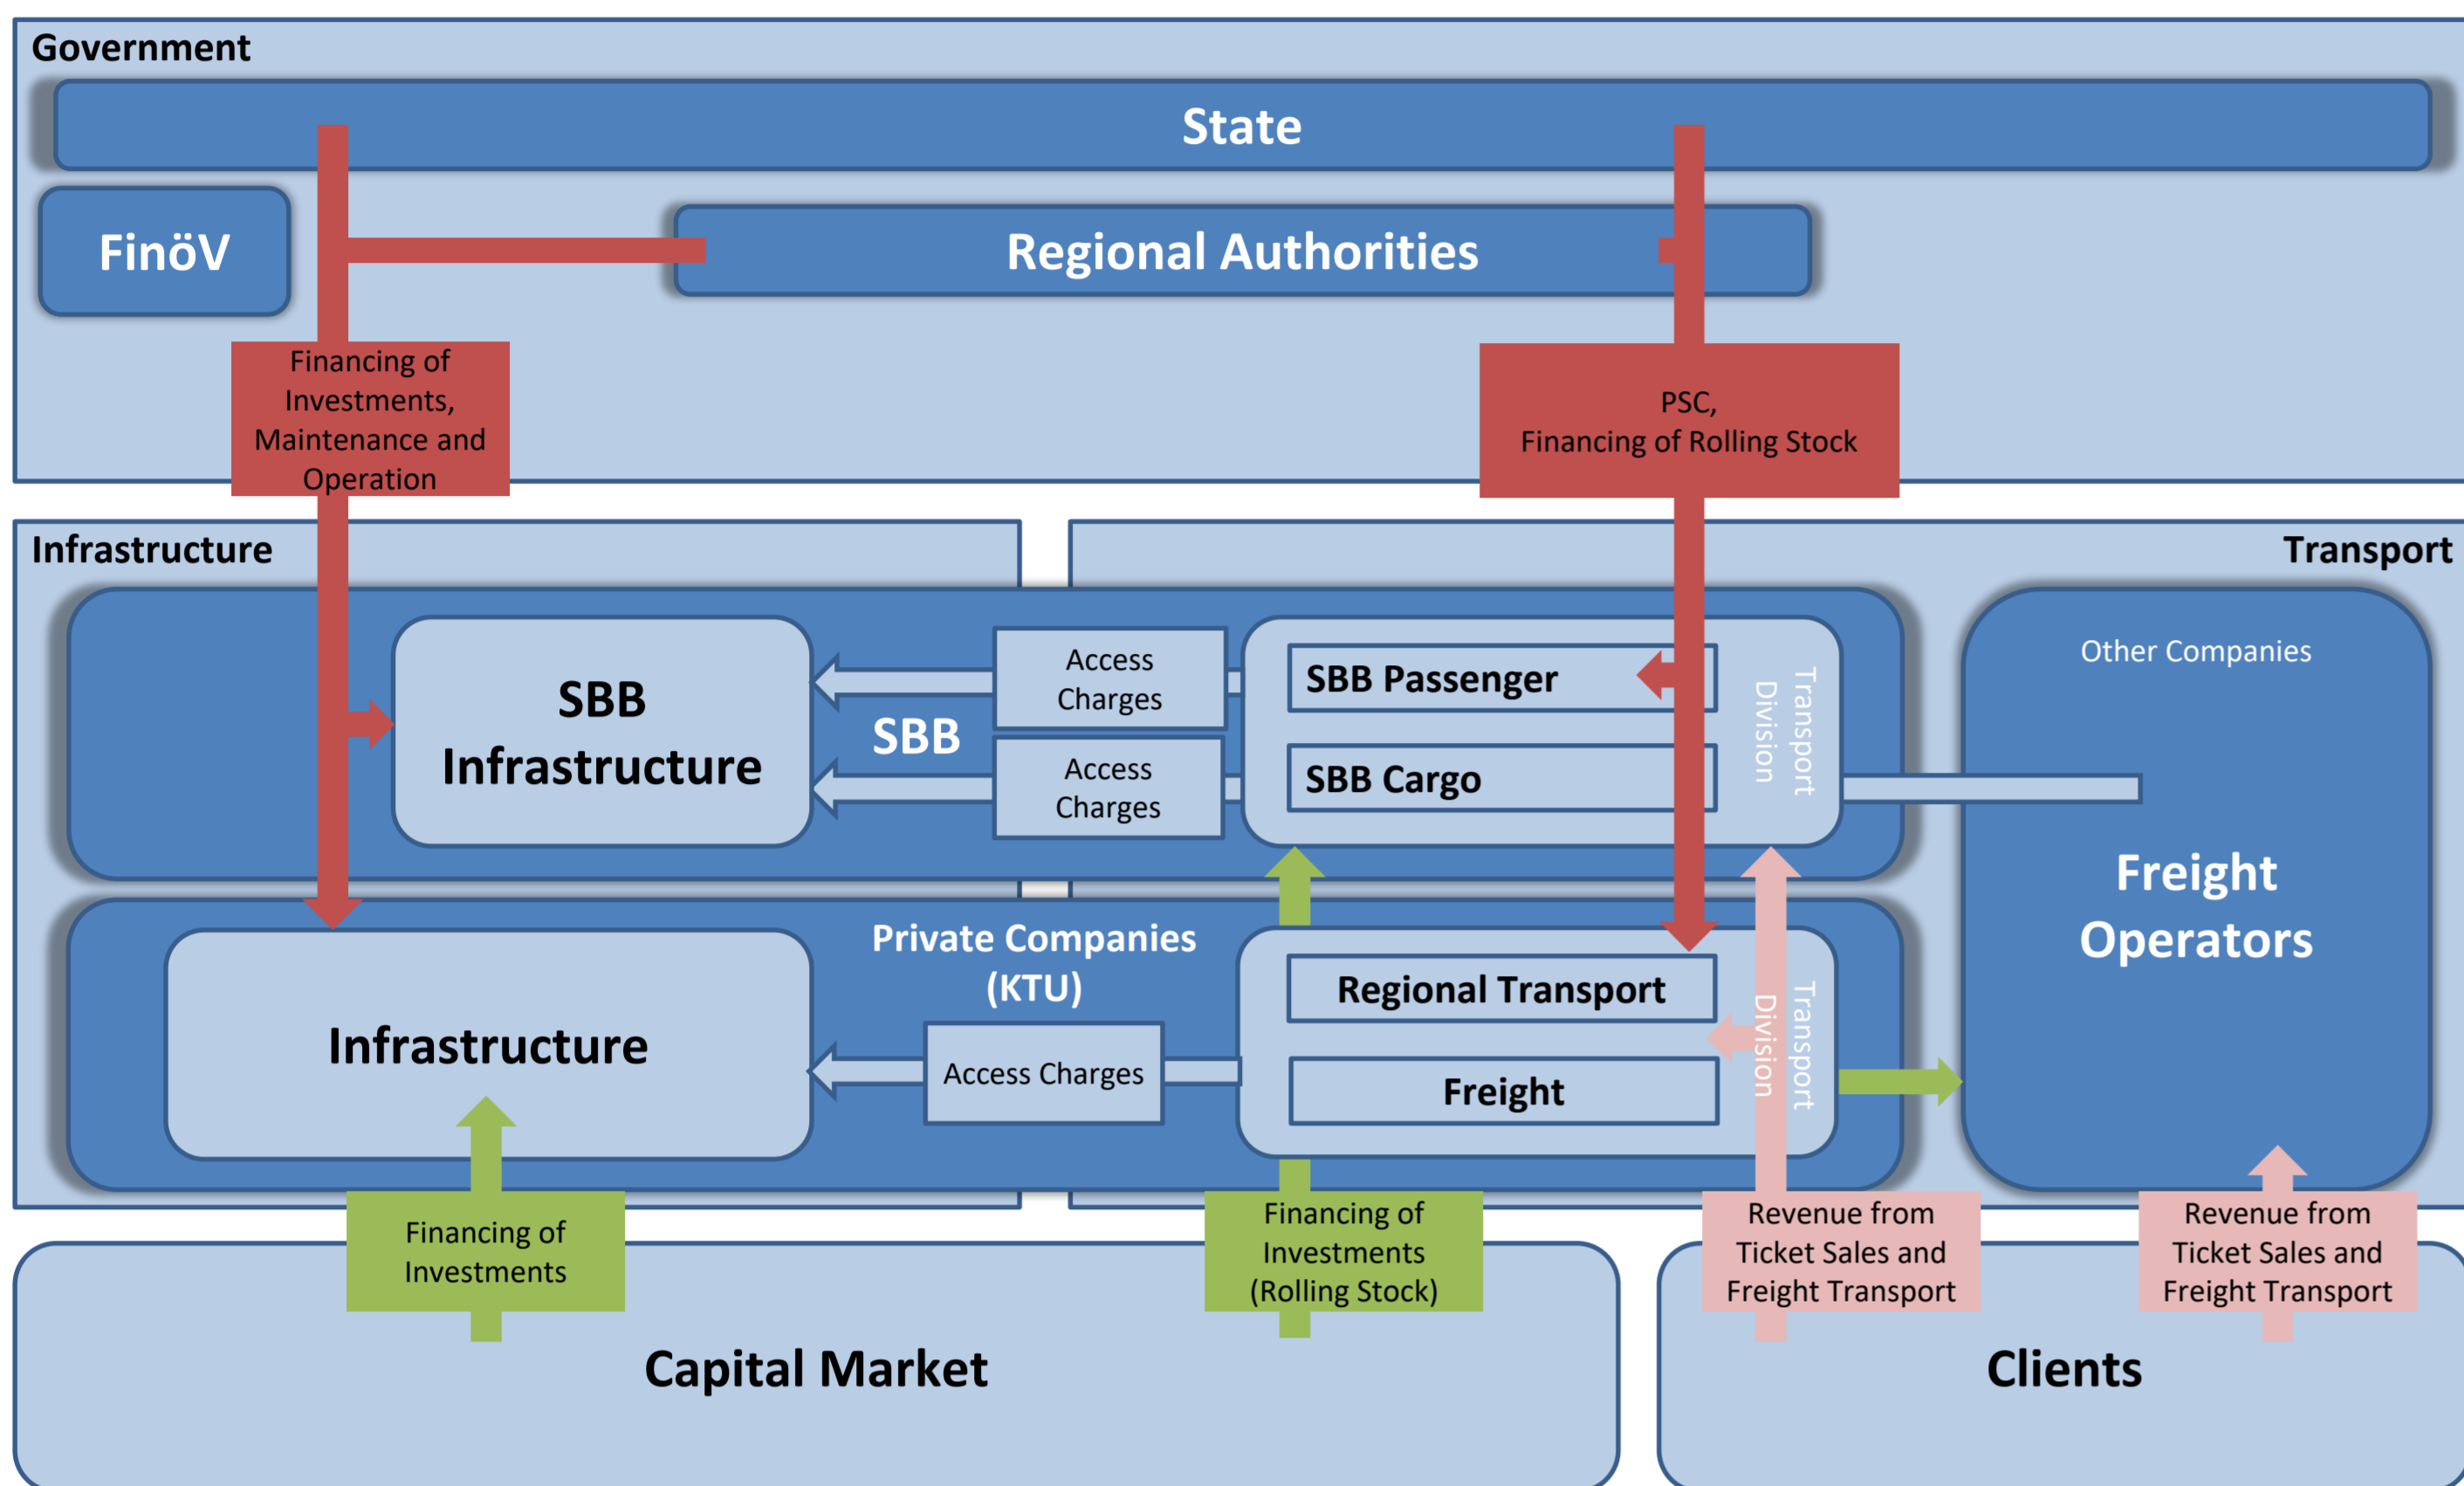 Government
State
FinöV
Regional Authorities
Financing of
Investments,
Maintenance and
Operation
PSC,
Financing of Rolling Stock
Infrastructure
Transport
SBB
Infrastructure
SBB
Access
Charges
Access
Charges
SBB Passenger
SBB Cargo
Transport
Division
Other Companies
Freight
Operators
Private Companies
(KTU)
Infrastructure
Access Charges
Regional Transport
Freight
Transport
Division
Financing of
Investments
Financing of
Investments
(Rolling Stock)
Revenue from
Ticket Sales and
Freight Transport
Revenue from
Ticket Sales and
Freight Transport
Capital Market
Clients